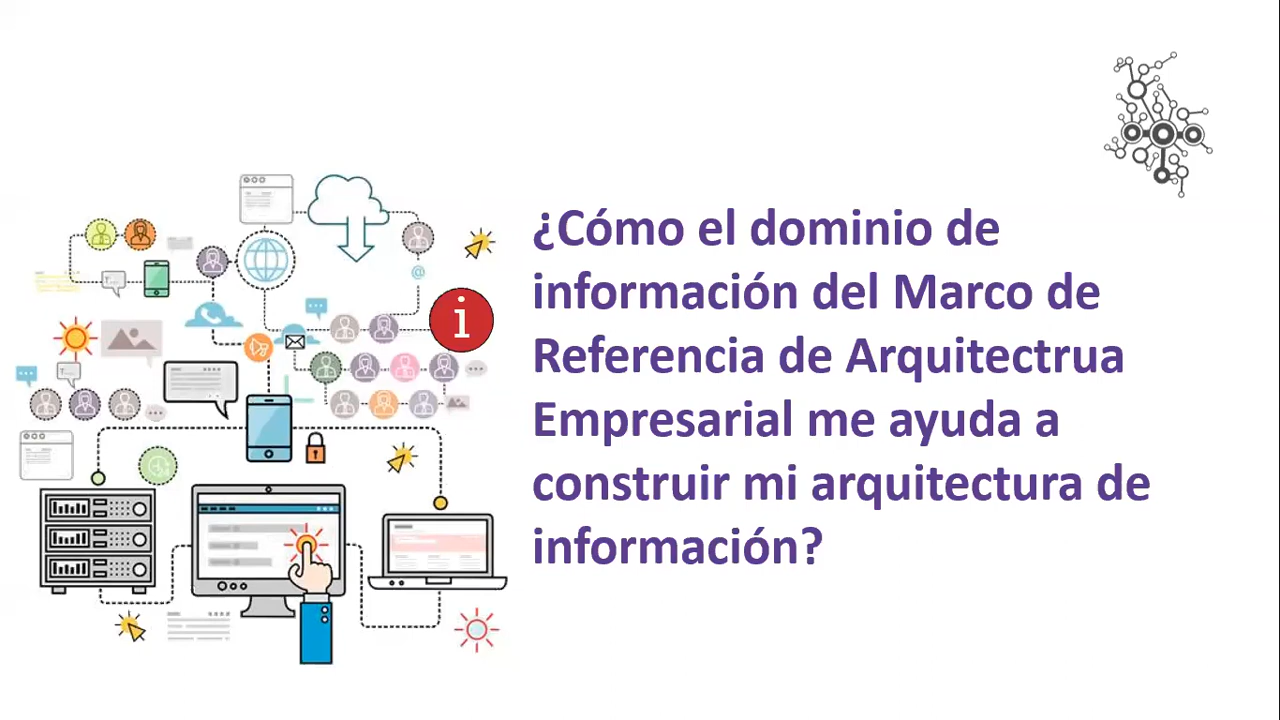 ¿Cómo el dominio de
información del Marco de
Referencia de Arquitectrua
Empresarial me ayuda a
construir mi arquitectura de
información?
@
i